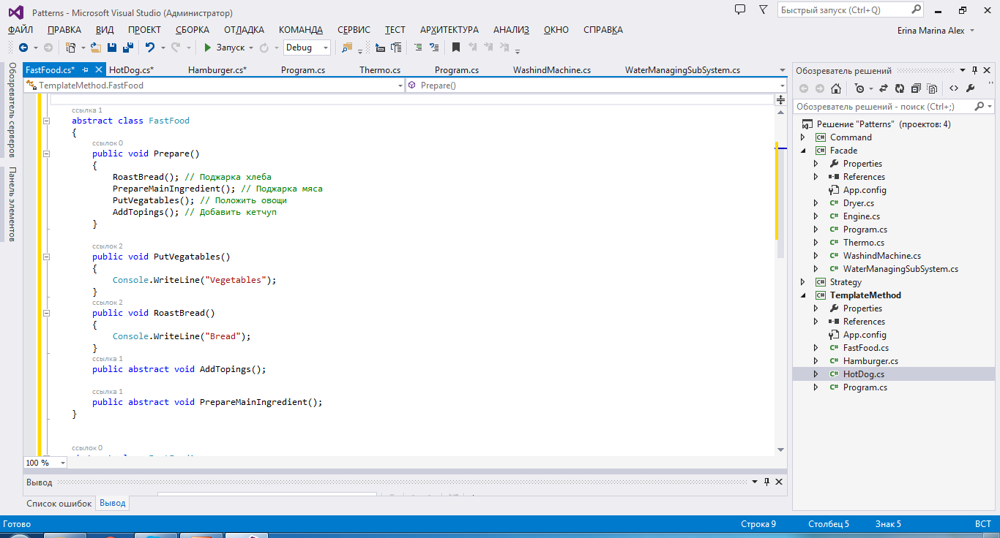 Patterns - Microsoft Visual Studio (Администратор)
Быстрый запуск (Ctrl+Q)
ФАЙЛ ПРАВКА ВИД ПРОЕКТ СБОРКА ОТЛАДКА КОМАНДА СЕРВИС ТЕСТ АРХИТЕКТУРА АНАЛИЗ ОКНО СПРАВКА
Erina Marina Alex
Запуск Debug
Обозреватель серверов
Панель элементов
FastFood.cs* HotDog.cs* Hamburger.cs* Program.cs Thermo.cs Program.cs WashindMachine.cs WaterManagingSubSystem.cs
TemplateMethod.FastFood Prepare()
ссылка 1
abstract class FastFood
{
ссылок 0
public void Prepare()
{
RoastBread(); // Поджарка хлеба
PrepareMainIngredient(); // Поджарка мяса
PutVegatables(); // Положить овощи
AddTopings(); // Добавить кетчуп
}
ссылок 2
public void PutVegatables()
{
Console.WriteLine("Vegetables");
}
ссылок 2
public void RoastBread()
{
Console.WriteLine("Bread");
}
ссылка 1
public abstract void AddTopings();
ссылка 1
public abstract void PrepareMainIngredient();
}
ссылок 0
100 %
Вывод
Список ошибок Вывод
Обозреватель решений
Обозреватель решений - поиск (Ctrl+;)
Решение "Patterns" (проектов: 4)
C# Command
C# Facade
Properties
References
App.config
C# Dryer.cs
C# Engine.cs
C# Program.cs
C# Thermo.cs
C# WashindMachine.cs
C# WaterManagingSubSystem.cs
C# Strategy
C# TemplateMethod
Properties
References
App.config
C# FastFood.cs
C# Hamburger.cs
C# HotDog.cs
C# Program.cs
Готово Строка 9 Столбец 5 Знак 5 ВСТ